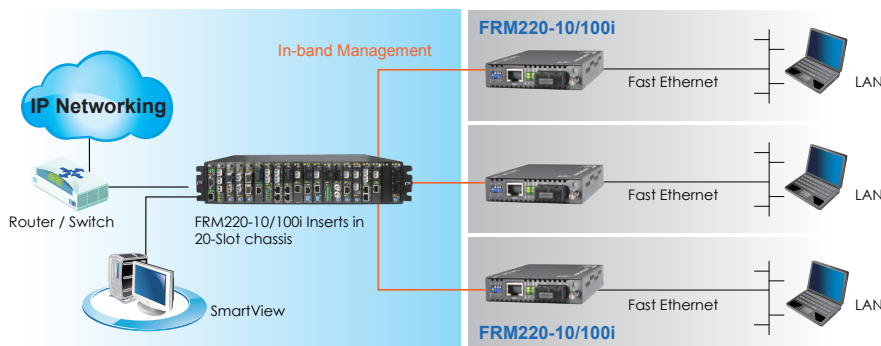 FRM220-10/100i
In-band Management
Fast Ethernet
LAN
IP Networking
Router / Switch
FRM220-10/100i Inserts in
20-Slot chassis
Fast Ethernet
LAN
SmartView
Fast Ethernet
LAN
FRM220-10/100i